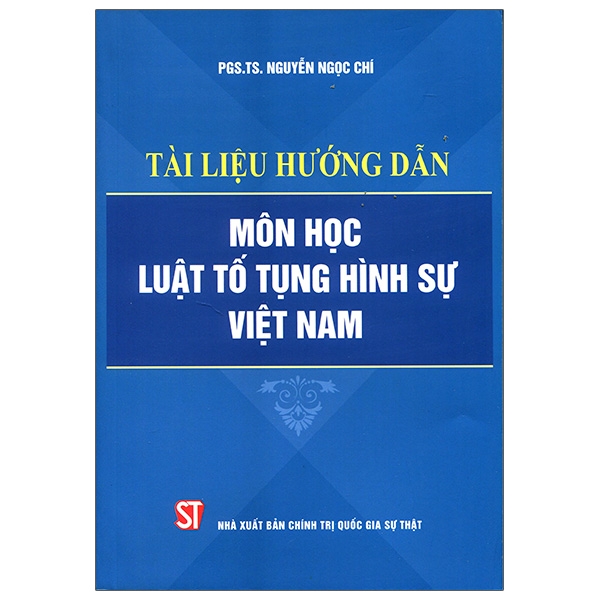 PGS.TS. NGUYỄN NGỌC CHÍ
TÀI LIỆU HƯỚNG DẪN
MÔN HỌC
LUẬT TỐ TỤNG HÌNH SỰ
VIỆT NAM
ST
NHÀ XUẤT BẢN CHÍNH TRỊ QUỐC GIA SỰ THẬT